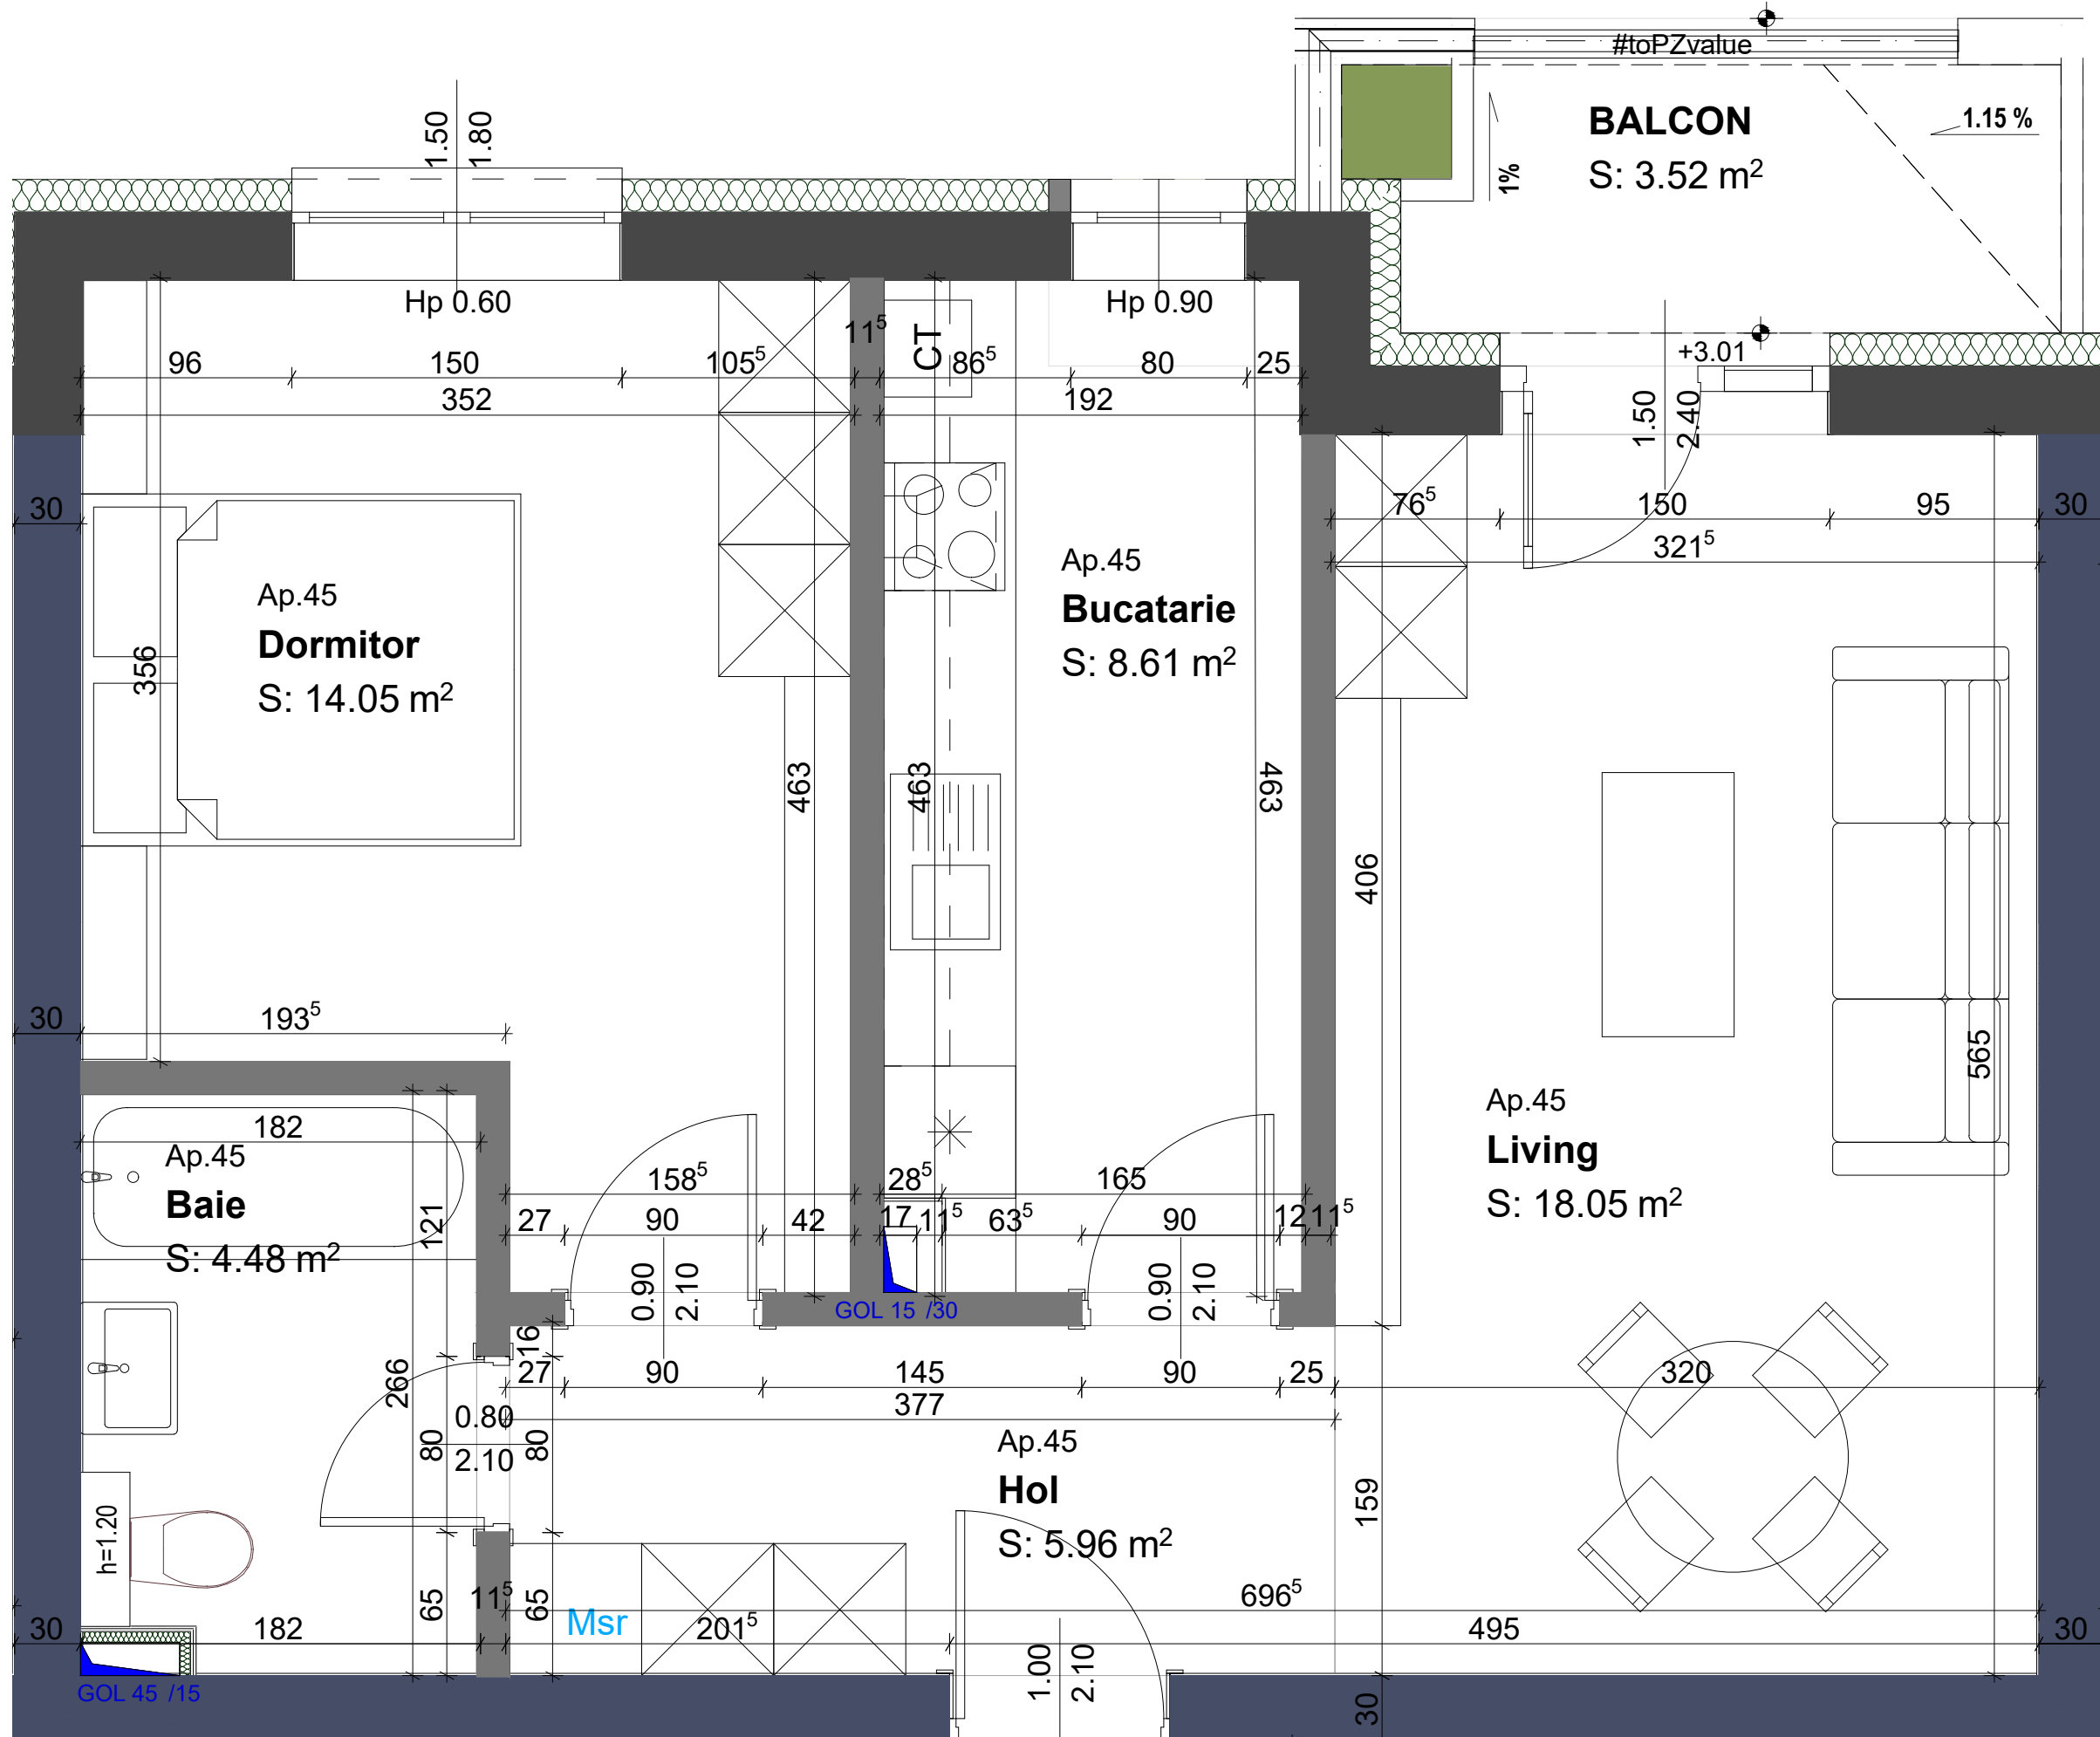 #toPZvalue
BALCON
S: 3.52 m²
1.15 %
1%
1.50
1.80
Hp 0.60
Hp 0.90
11⁵
CT
96
150
105⁵
86⁵
80
25
352
192
+3.01
1.50
2.40
30
76⁵
150
95
30
321⁵
Ap.45
Dormitor
S: 14.05 m²
356
Ap.45
Bucatarie
S: 8.61 m²
463
463
463
406
565
30
193⁵
Ap.45
Living
S: 18.05 m²
182
Ap.45
Baie
S: 4.48 m²
121
158⁵
28⁵
165
27
90
42
17
11⁵
63⁵
90
12
11⁵
0.90
2.10
0.90
2.10
GOL 15 /30
16
266
27
90
145
90
25
320
377
0.80
2.10
80
80
Ap.45
Hol
S: 5.96 m²
159
h=1.20
65
11⁵
65
696⁵
Msr
30
182
201⁵
495
30
1.00
2.10
GOL 45 /15
30